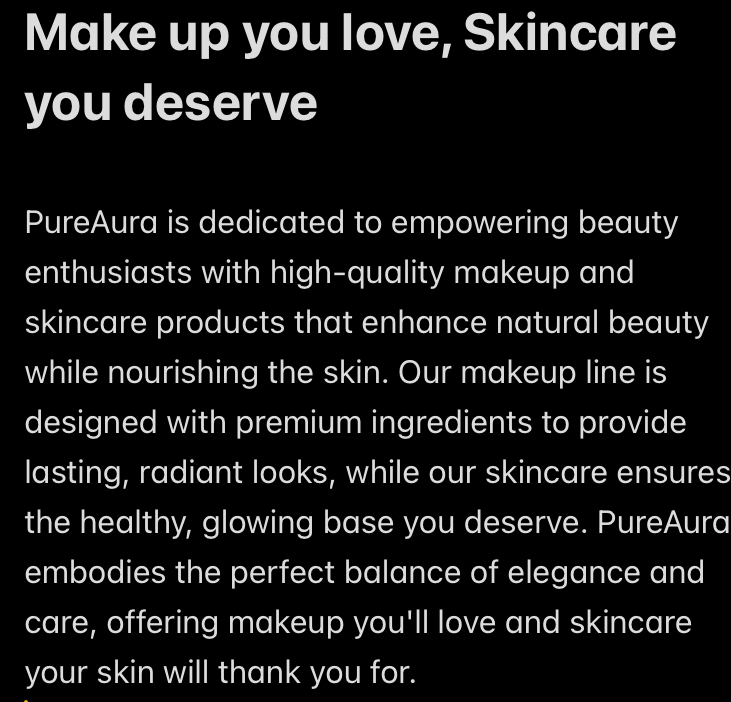 Make up you love, Skincare
you deserve
PureAura is dedicated to empowering beauty
enthusiasts with high-quality makeup and
skincare products that enhance natural beauty
while nourishing the skin. Our makeup line is
designed with premium ingredients to provide
lasting, radiant looks, while our skincare ensures
the healthy, glowing base you deserve. PureAura
embodies the perfect balance of elegance and
care, offering makeup you'll love and skincare
your skin will thank you for.